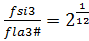 fsi3/fla3# = 2^(1/12)